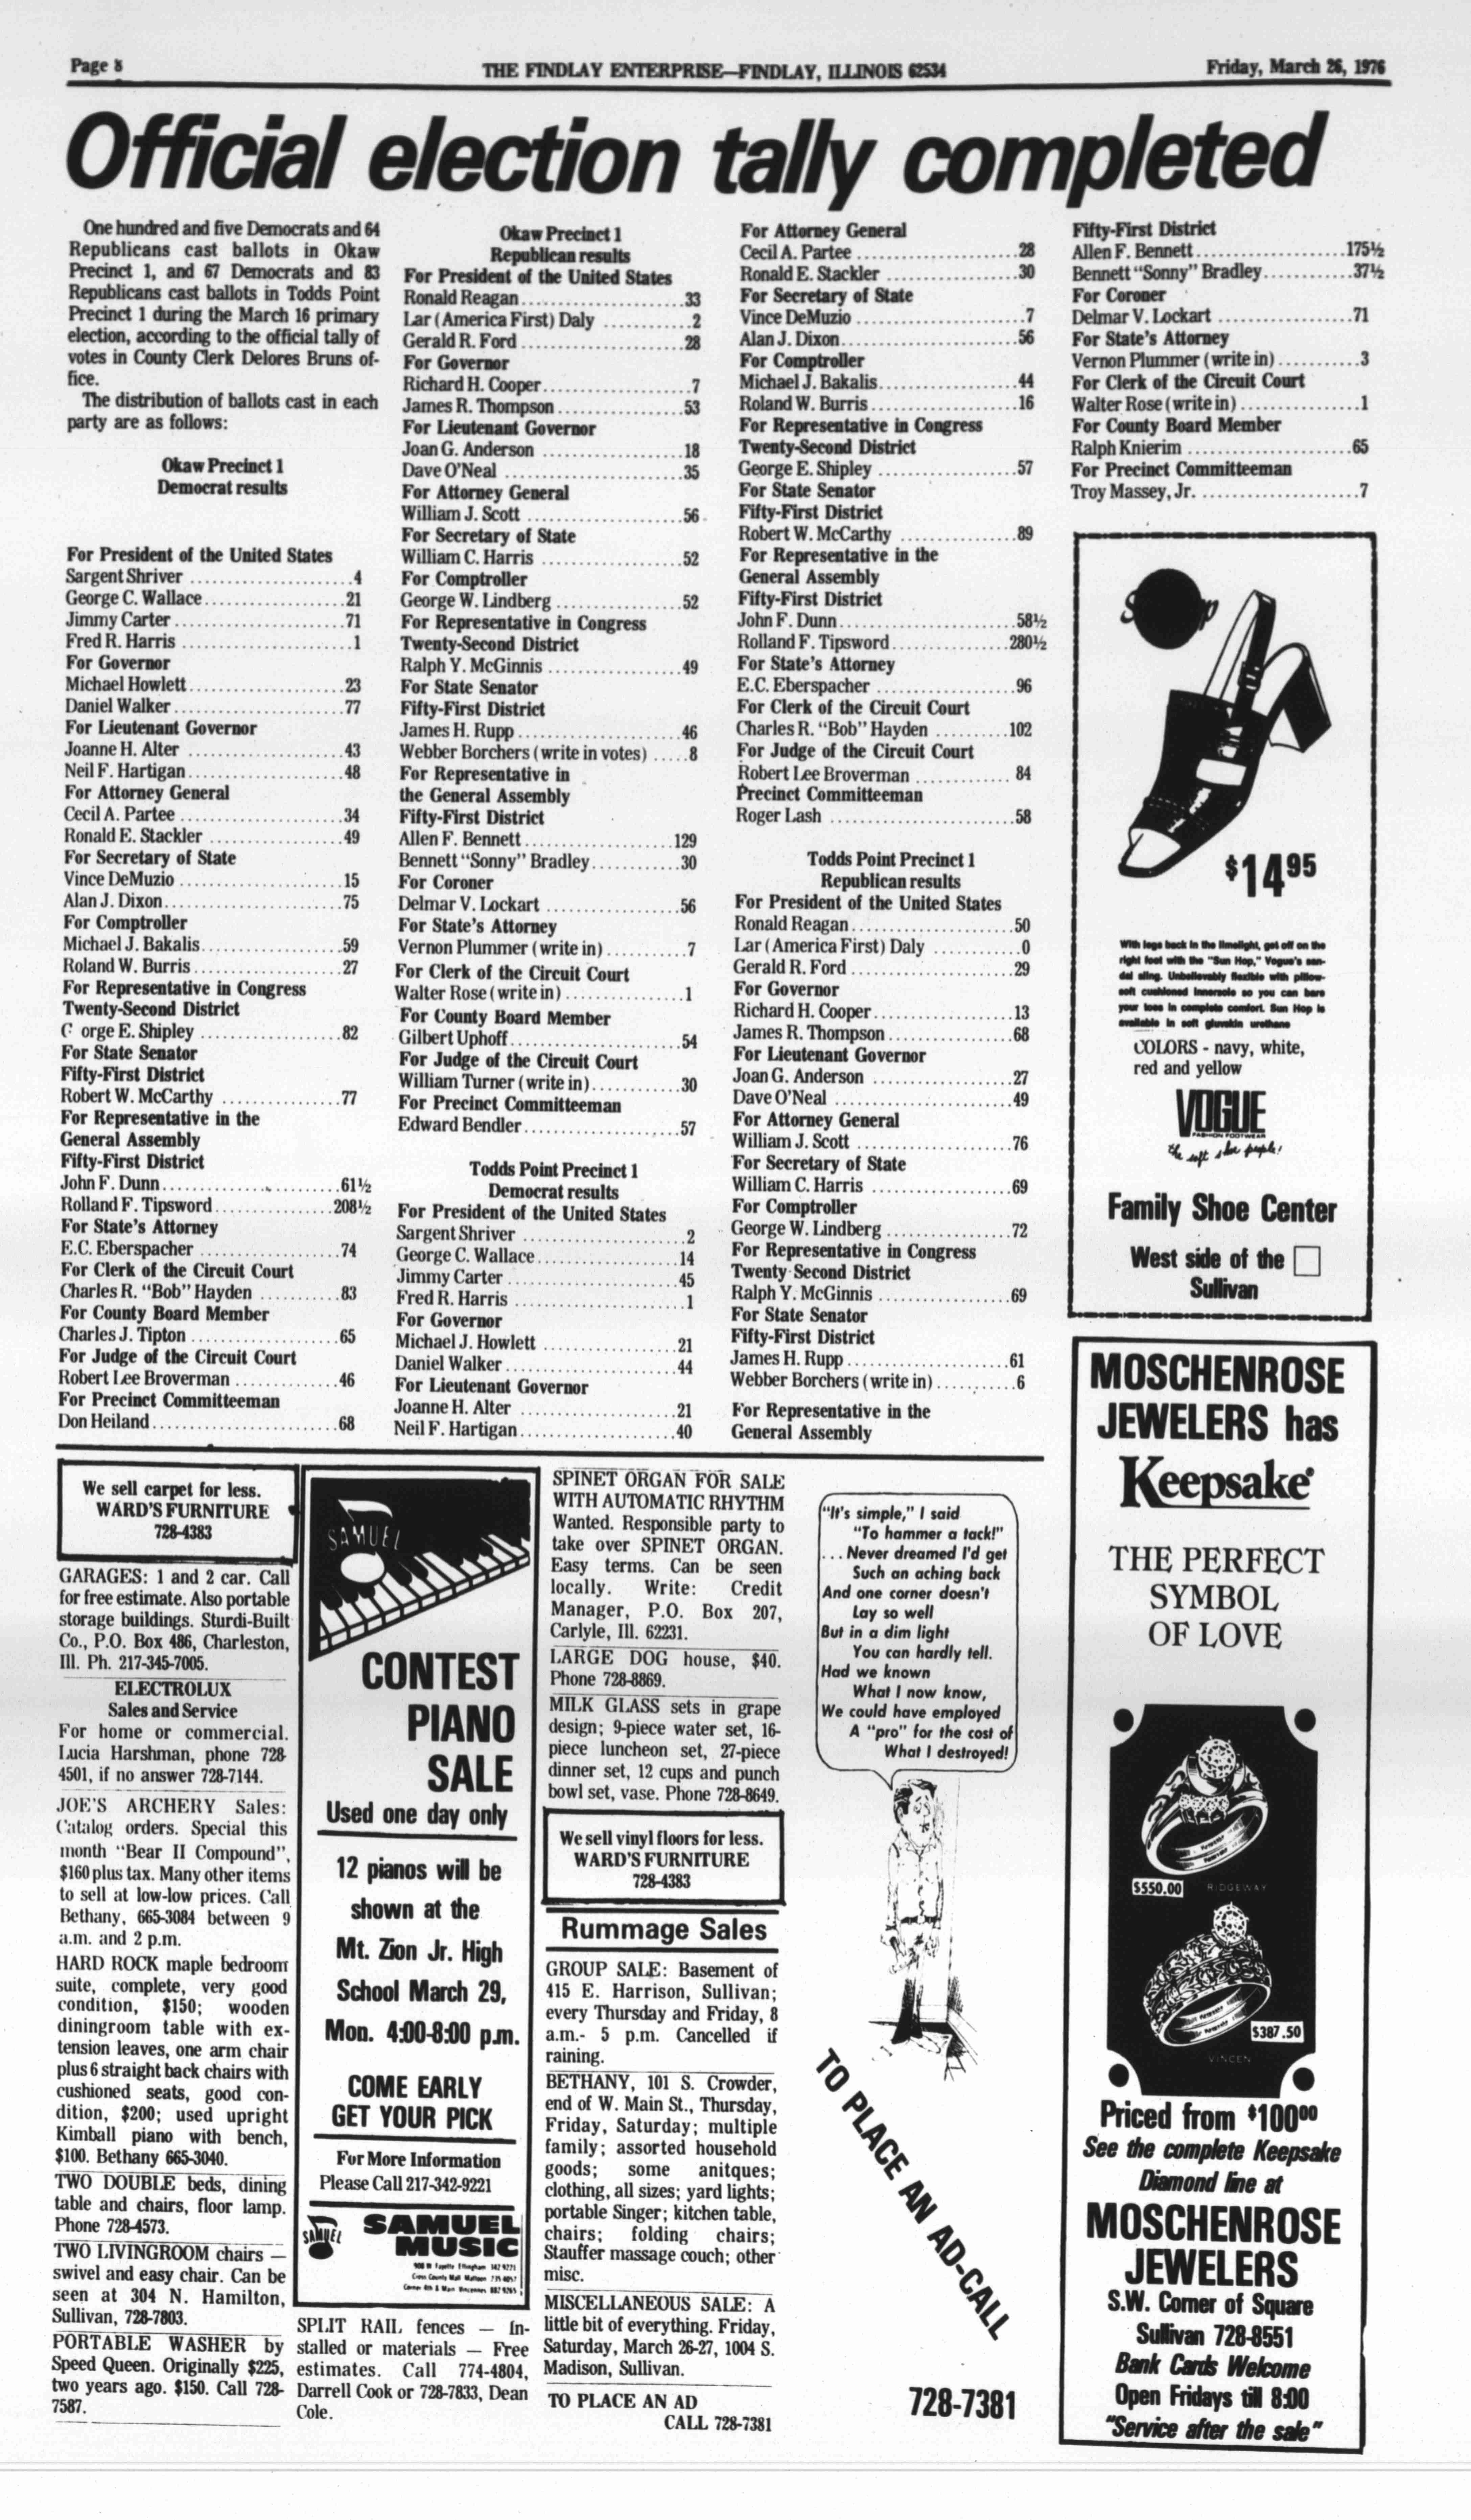 Page 8
THE FINDLAY ENTERPRISE—FINDLAY, ILLINOIS 62534
Friday, March 26, 1976
Official election tally completed
One hundred and five Democrats and 64
Republicans cast ballots in Okaw
Precinct 1, and 67 Democrats and 83
Republicans cast ballots in Todds Point
Precinct 1 during the March 16 primary
election, according to the official tally of
votes in County Clerk Delores Bruns of-
fice.
The distribution of ballots cast in each
party are as follows:
Okaw Precinct 1
Democrat results
For President of the United States
Sargent Shriver ..................... 4
George C. Wallace ................... 21
Jimmy Carter ........................ 71
Fred R. Harris ...................... 1
For Governor
Michael Howlett ..................... 23
Daniel Walker ....................... 77
For Lieutenant Governor
Joanne H. Alter ..................... 43
Neil F. Hartigan .................... 48
For Attorney General
Cecil A. Partee ..................... 34
Ronald E. Stackler .................. 49
For Secretary of State
Vince DeMuzio ....................... 15
Alan J. Dixon ....................... 75
For Comptroller
Michael J. Bakalis .................. 59
Roland W. Burris .................... 27
For Representative in Congress
Twenty-Second District
G orge E. Shipley ................... 82
For State Senator
Fifty-First District
Robert W. McCarthy .................. 77
For Representative in the
General Assembly
Fifty-First District
John F. Dunn ........................ 61½
Rolland F. Tipsword ................. 208½
For State's Attorney
E.C. Eberspacher .................... 74
For Clerk of the Circuit Court
Charles R. "Bob" Hayden ............. 83
For County Board Member
Charles J. Tipton ................... 65
For Judge of the Circuit Court
Robert Lee Broverman ................ 46
For Precinct Committeeman
Don Heiland ......................... 68
Okaw Precinct 1
Republican results
For President of the United States
Ronald Reagan ....................... 33
Lar (America First) Daly ............ 2
Gerald R. Ford ...................... 28
For Governor
Richard H. Cooper ................... 7
James R. Thompson ................... 53
For Lieutenant Governor
Joan G. Anderson .................... 18
Dave O'Neal ......................... 35
For Attorney General
William J. Scott .................... 56
For Secretary of State
William C. Harris ................... 52
For Comptroller
George W. Lindberg .................. 52
For Representative in Congress
Twenty-Second District
Ralph Y. McGinnis ................... 49
For State Senator
Fifty-First District
James H. Rupp ....................... 46
Webber Borchers (write in votes) ..... 8
For Representative in
the General Assembly
Fifty-First District
Allen F. Bennett .................... 129
Bennett "Sonny" Bradley ............. 30
For Coroner
Delmar V. Lockart ................... 56
For State's Attorney
Vernon Plummer (write in) ........... 7
For Clerk of the Circuit Court
Walter Rose (write in) .............. 1
For County Board Member
Gilbert Uphoff ...................... 54
For Judge of the Circuit Court
William Turner (write in) ........... 30
For Precinct Committeeman
Edward Bendler ...................... 57
Todds Point Precinct 1
Democrat results
For President of the United States
Sargent Shriver ..................... 2
George C. Wallace ................... 14
Jimmy Carter ........................ 45
Fred R. Harris ...................... 1
For Governor
Michael J. Howlett .................. 21
Daniel Walker ....................... 44
For Lieutenant Governor
Joanne H. Alter ..................... 21
Neil F. Hartigan .................... 40
For Attorney General
Cecil A. Partee ..................... 28
Ronald E. Stackler .................. 30
For Secretary of State
Vince DeMuzio ....................... 7
Alan J. Dixon ....................... 56
For Comptroller
Michael J. Bakalis .................. 44
Roland W. Burris .................... 16
For Representative in Congress
Twenty-Second District
George E. Shipley ................... 57
For State Senator
Fifty-First District
Robert W. McCarthy .................. 89
For Representative in the
General Assembly
Fifty-First District
John F. Dunn ........................ 58½
Rolland F. Tipsword ................. 280½
For State's Attorney
E.C. Eberspacher .................... 96
For Clerk of the Circuit Court
Charles R. "Bob" Hayden ............. 102
For Judge of the Circuit Court
Robert Lee Broverman ................ 84
Precinct Committeeman
Roger Lash .......................... 58
Todds Point Precinct 1
Republican results
For President of the United States
Ronald Reagan ....................... 50
Lar (America First) Daly ............ 0
Gerald R. Ford ...................... 29
For Governor
Richard H. Cooper ................... 13
James R. Thompson ................... 68
For Lieutenant Governor
Joan G. Anderson .................... 27
Dave O'Neal ......................... 49
For Attorney General
William J. Scott .................... 76
For Secretary of State
William C. Harris ................... 69
For Comptroller
George W. Lindberg .................. 72
For Representative in Congress
Twenty Second District
Ralph Y. McGinnis ................... 69
For State Senator
Fifty-First District
James H. Rupp ....................... 61
Webber Borchers (write in) .......... 6
For Representative in the
General Assembly
Fifty-First District
Allen F. Bennett .................... 175½
Bennett "Sonny" Bradley ............. 37½
For Coroner
Delmar V. Lockart ................... 71
For State's Attorney
Vernon Plummer (write in) ........... 3
For Clerk of the Circuit Court
Walter Rose (write in) .............. 1
For County Board Member
Ralph Knierim ....................... 65
For Precinct Committeeman
Troy Massey, Jr. .................... 7
$14.95
With legs back in the limelight, get off on the
right foot with the "Sun Hop," Vogue's san-
dal sling. Unbelievably flexible with pillow-
soft cushioned innersole so you can bare
your toes in complete comfort. Sun Hop is
available in soft gluvskin urethane
COLORS - navy, white,
red and yellow
VOGUE
FASHION FOOTWEAR
the soft shoe people!
Family Shoe Center
West side of the □
Sullivan
MOSCHENROSE
JEWELERS has
Keepsake®
THE PERFECT
SYMBOL
OF LOVE
$550.00 RIDGEWAY
$387.50
VINCEN
Priced from $100.00
See the complete Keepsake
Diamond line at
MOSCHENROSE
JEWELERS
S.W. Corner of Square
Sullivan 728-8551
Bank Cards Welcome
Open Fridays till 8:00
"Service after the sale"
We sell carpet for less.
WARD'S FURNITURE
728-4383
GARAGES: 1 and 2 car. Call
for free estimate. Also portable
storage buildings. Sturdi-Built
Co., P.O. Box 486, Charleston,
Ill. Ph. 217-345-7005.
ELECTROLUX
Sales and Service
For home or commercial.
Lucia Harshman, phone 728-
4501, if no answer 728-7144.
JOE'S ARCHERY Sales:
Catalog orders. Special this
month "Bear II Compound",
$160 plus tax. Many other items
to sell at low-low prices. Call
Bethany, 665-3084 between 9
a.m. and 2 p.m.
HARD ROCK maple bedroom
suite, complete, very good
condition, $150; wooden
diningroom table with ex-
tension leaves, one arm chair
plus 6 straight back chairs with
cushioned seats, good con-
dition, $200; used upright
Kimball piano with bench,
$100. Bethany 665-3040.
TWO DOUBLE beds, dining
table and chairs, floor lamp.
Phone 728-4573.
TWO LIVINGROOM chairs —
swivel and easy chair. Can be
seen at 304 N. Hamilton,
Sullivan, 728-7803.
PORTABLE WASHER by
Speed Queen. Originally $225,
two years ago. $150. Call 728-
7587.
SAMUEL
CONTEST
PIANO
SALE
Used one day only
12 pianos will be
shown at the
Mt. Zion Jr. High
School March 29,
Mon. 4:00-8:00 p.m.
COME EARLY
GET YOUR PICK
For More Information
Please Call 217-342-9221
SAMUEL
SAMUEL
MUSIC
Fayette Effingham 342 9221
Cross County Mall Mattoon
Corner 4th & Main Vincennes
SPLIT RAIL fences — In-
stalled or materials — Free
estimates. Call 774-4804,
Darrell Cook or 728-7833, Dean
Cole.
SPINET ORGAN FOR SALE
WITH AUTOMATIC RHYTHM
Wanted. Responsible party to
take over SPINET ORGAN.
Easy terms. Can be seen
locally. Write: Credit
Manager, P.O. Box 207,
Carlyle, Ill. 62231.
LARGE DOG house, $40.
Phone 728-8869.
MILK GLASS sets in grape
design; 9-piece water set, 16-
piece luncheon set, 27-piece
dinner set, 12 cups and punch
bowl set, vase. Phone 728-8649.
We sell vinyl floors for less.
WARD'S FURNITURE
728-4383
Rummage Sales
GROUP SALE: Basement of
415 E. Harrison, Sullivan;
every Thursday and Friday, 8
a.m.- 5 p.m. Cancelled if
raining.
BETHANY, 101 S. Crowder,
end of W. Main St., Thursday,
Friday, Saturday; multiple
family; assorted household
goods; some anitques;
clothing, all sizes; yard lights;
portable Singer; kitchen table,
chairs; folding chairs;
Stauffer massage couch; other
misc.
MISCELLANEOUS SALE: A
little bit of everything. Friday,
Saturday, March 26-27, 1004 S.
Madison, Sullivan.
TO PLACE AN AD
CALL 728-7381
"It's simple," I said
"To hammer a tack!"
... Never dreamed I'd get
Such an aching back
And one corner doesn't
Lay so well
But in a dim light
You can hardly tell.
Had we known
What I now know,
We could have employed
A "pro" for the cost of
What I destroyed!
TO PLACE AN AD-CALL
728-7381